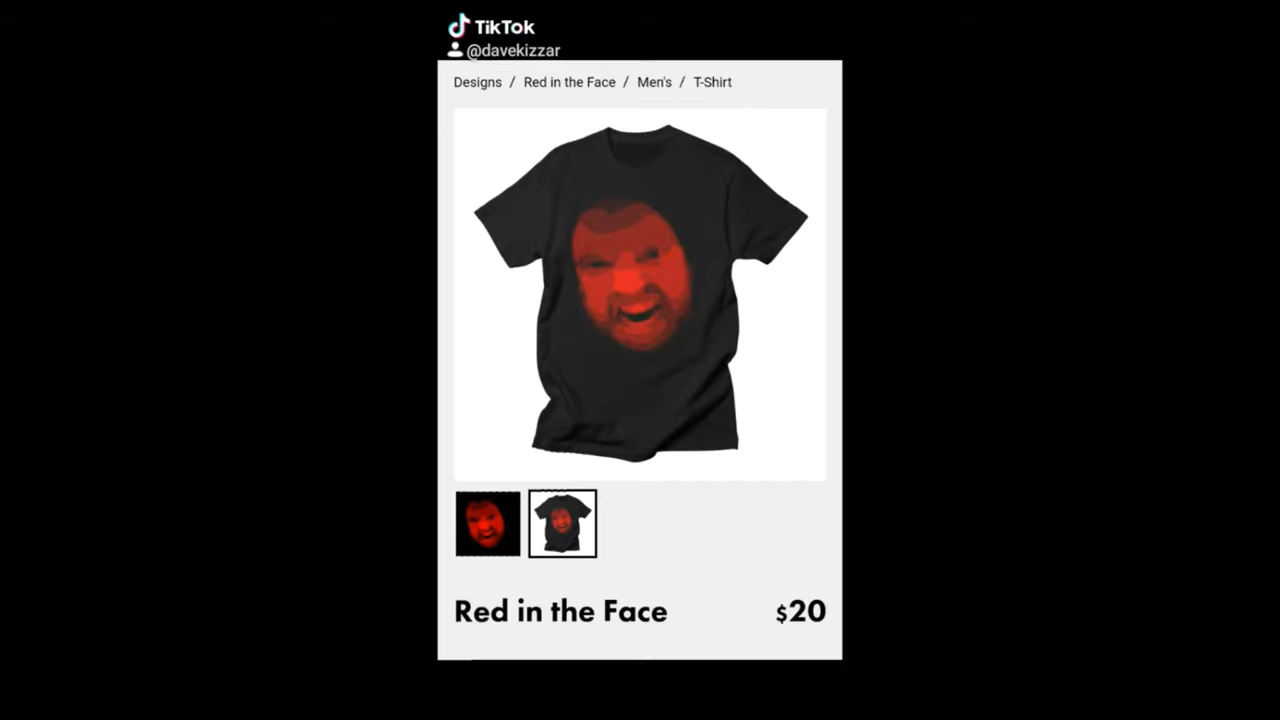 TikTok
@davekizzar
Designs / Red in the Face / Men's / T-Shirt
Red in the Face $20